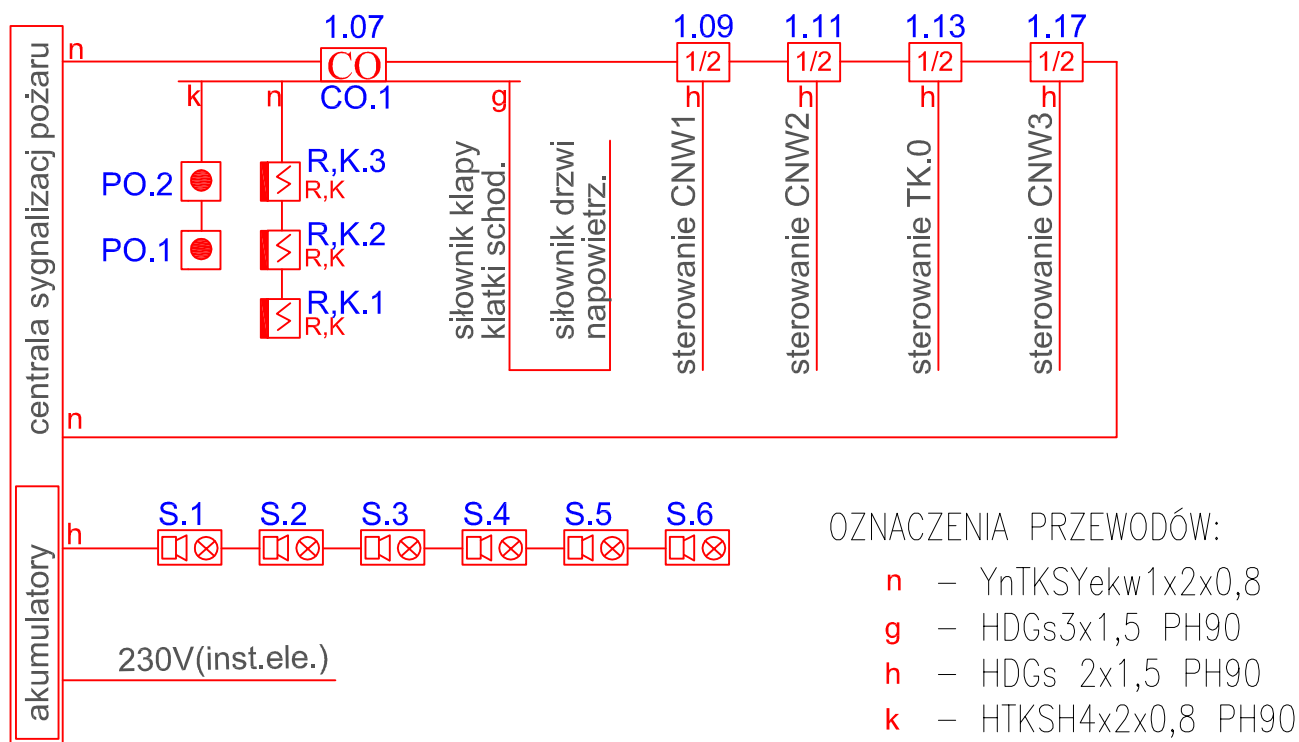 1.07
1.09
1.11
1.13
1.17
n
CO
1/2
1/2
1/2
1/2
k
n
CO.1
g
h
h
h
h
centrala sygnalizacj pożaru
PO.2
R,K.3
R,K
PO.1
R,K.2
R,K
R,K.1
R,K
siłownik klapy
klatki schod.
siłownik drzwi
napowietrz.
sterowanie CNW1
sterowanie CNW2
sterowanie TK.0
sterowanie CNW3
n
akumulatory
h
S.1
S.2
S.3
S.4
S.5
S.6
230V(inst.ele.)
OZNACZENIA PRZEWODÓW:
n – YnTKSYekw1x2x0,8
g – HDGs3x1,5 PH90
h – HDGs 2x1,5 PH90
k – HTKSH4x2x0,8 PH90